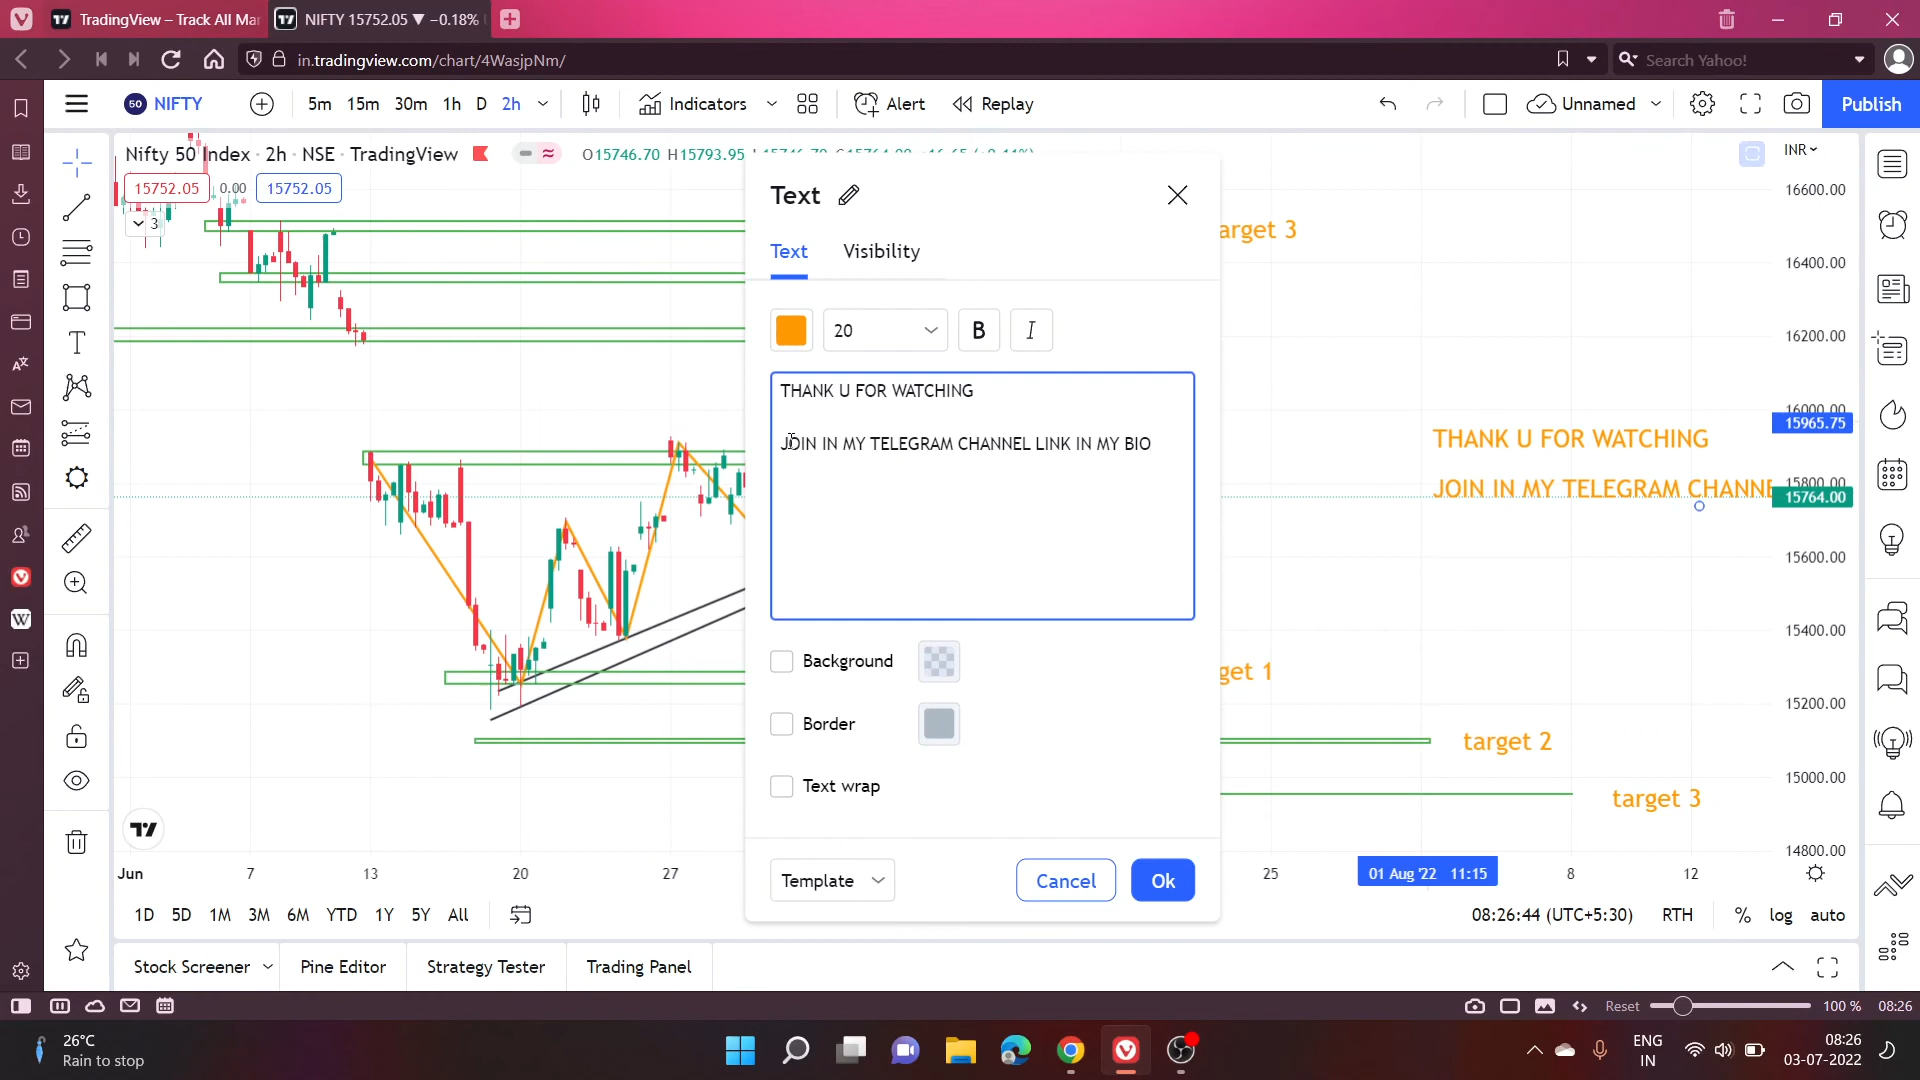 TradingView – Track All Mar
NIFTY 15752.05 ▼ −0.18%
in.tradingview.com/chart/4WasjpNm/
Search Yahoo!
50 NIFTY
5m 15m 30m 1h D 2h
Indicators
Alert
Replay
Unnamed
Publish
Nifty 50 Index · 2h · NSE · TradingView
O15746.70 H15793.95
INR
15752.05 0.00 15752.05
3
Text
Text Visibility
20 B I
THANK U FOR WATCHING
JOIN IN MY TELEGRAM CHANNEL LINK IN MY BIO
Background
Border
Text wrap
Template
Cancel Ok
arget 3
THANK U FOR WATCHING
JOIN IN MY TELEGRAM CHANNE
get 1
target 2
target 3
16600.00
16400.00
16200.00
16000.00
15965.75
15800.00
15764.00
15600.00
15400.00
15200.00
15000.00
14800.00
Jun 7 13 20 27 25 01 Aug '22 11:15 8 12
1D 5D 1M 3M 6M YTD 1Y 5Y All
08:26:44 (UTC+5:30) RTH % log auto
Stock Screener Pine Editor Strategy Tester Trading Panel
Reset 100 % 08:26
26°C
Rain to stop
ENG
IN
08:26
03-07-2022